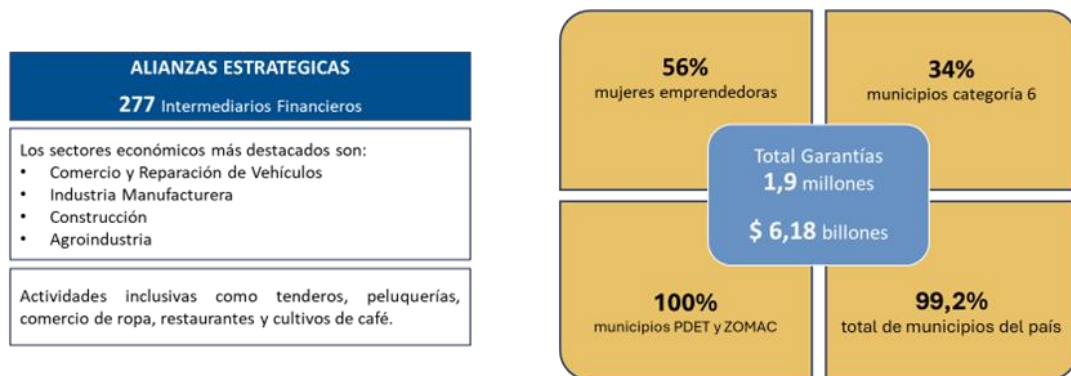 ALIANZAS ESTRATEGICAS
277 Intermediarios Financieros
Los sectores económicos más destacados son:
• Comercio y Reparación de Vehículos
• Industria Manufacturera
• Construcción
• Agroindustria
Actividades inclusivas como tenderos, peluquerías,
comercio de ropa, restaurantes y cultivos de café.
56%
mujeres emprendedoras
34%
municipios categoría 6
Total Garantías
1,9 millones
$ 6,18 billones
100%
municipios PDET y ZOMAC
99,2%
total de municipios del país